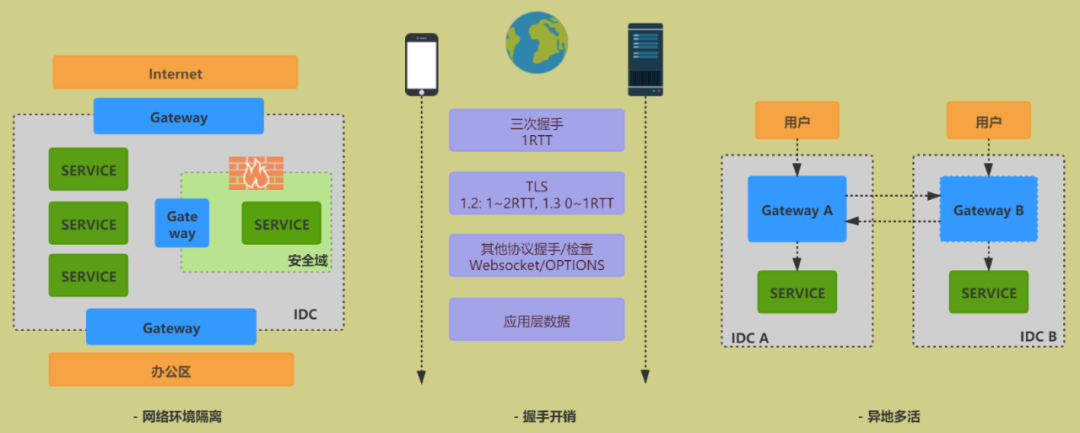 Internet
Gateway
SERVICE
SERVICE
SERVICE
Gate
way
SERVICE
安全域
IDC
Gateway
办公区
- 网络环境隔离
三次握手
1RTT
TLS
1.2: 1~2RTT, 1.3 0~1RTT
其他协议握手/检查
Websocket/OPTIONS
应用层数据
- 握手开销
用户
用户
Gateway A
Gateway B
SERVICE
SERVICE
IDC A
IDC B
- 异地多活